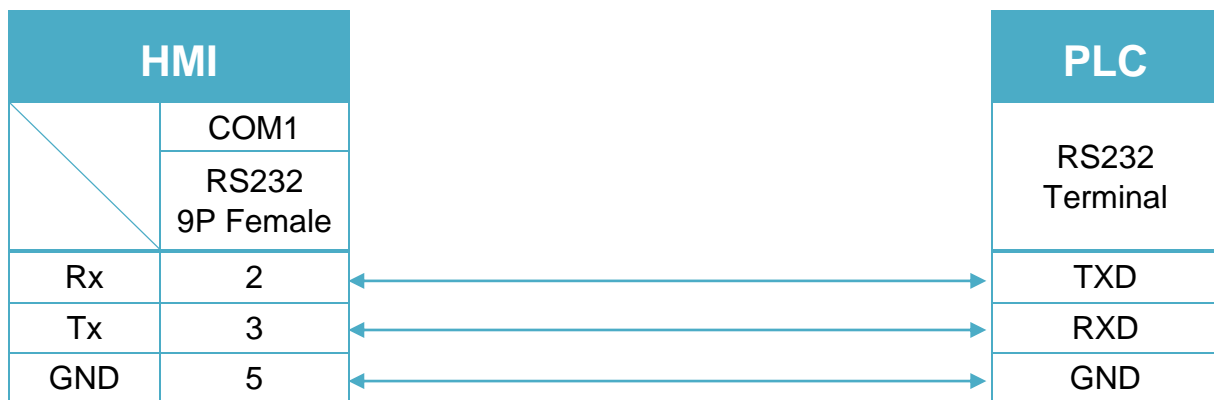 HMI
PLC
COM1
RS232
9P Female
RS232
Terminal
Rx 2 TXD
Tx 3 RXD
GND 5 GND